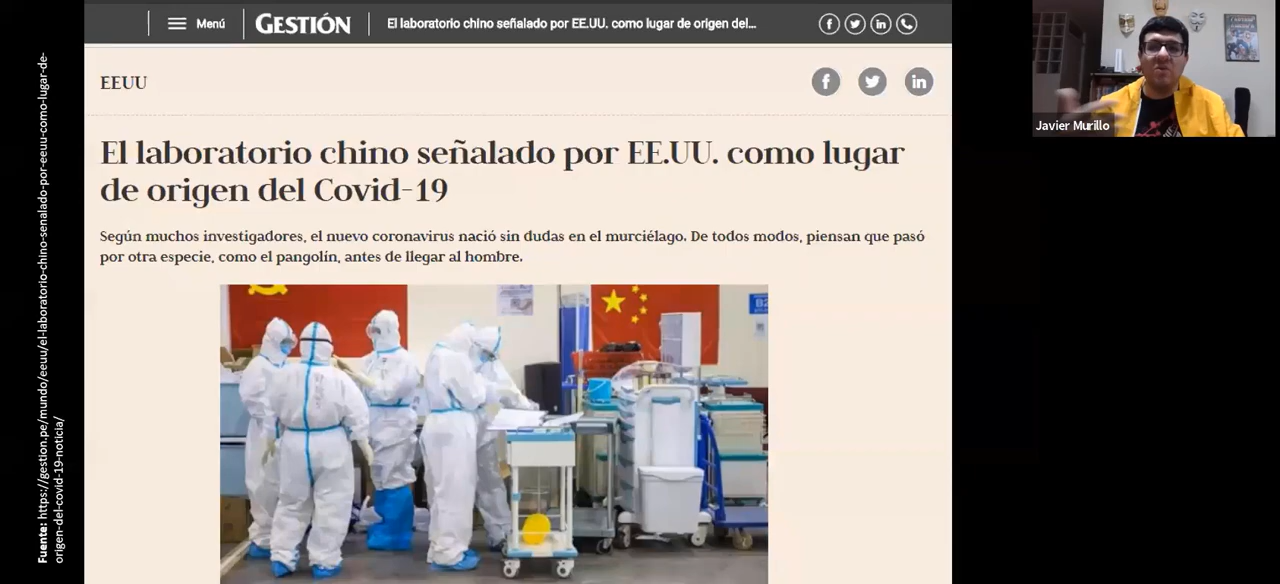 Menú
GESTIÓN
El laboratorio chino señalado por EE.UU. como lugar de origen del...
EEUU
El laboratorio chino señalado por EE.UU. como lugar
de origen del Covid-19
Según muchos investigadores, el nuevo coronavirus nació sin dudas en el murciélago. De todos modos, piensan que pasó
por otra especie, como el pangolín, antes de llegar al hombre.
Fuente: https://gestion.pe/mundo/eeuu/el-laboratorio-chino-senalado-por-eeuu-como-lugar-de-
origen-del-covid-19-noticia/
Javier Murillo